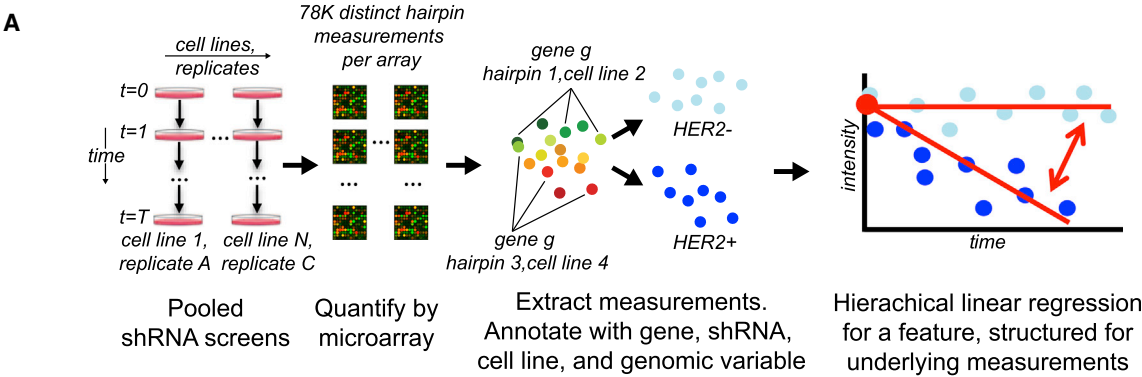 A
cell lines,
replicates
t=0
t=1
...
time
...
...
t=T
cell line 1,
replicate A
cell line N,
replicate C
Pooled
shRNA screens
78K distinct hairpin
measurements
per array
...
...
...
Quantify by
microarray
gene g
hairpin 1,cell line 2
gene g
hairpin 3,cell line 4
HER2-
HER2+
Extract measurements.
Annotate with gene, shRNA,
cell line, and genomic variable
intensity
time
Hierachical linear regression
for a feature, structured for
underlying measurements